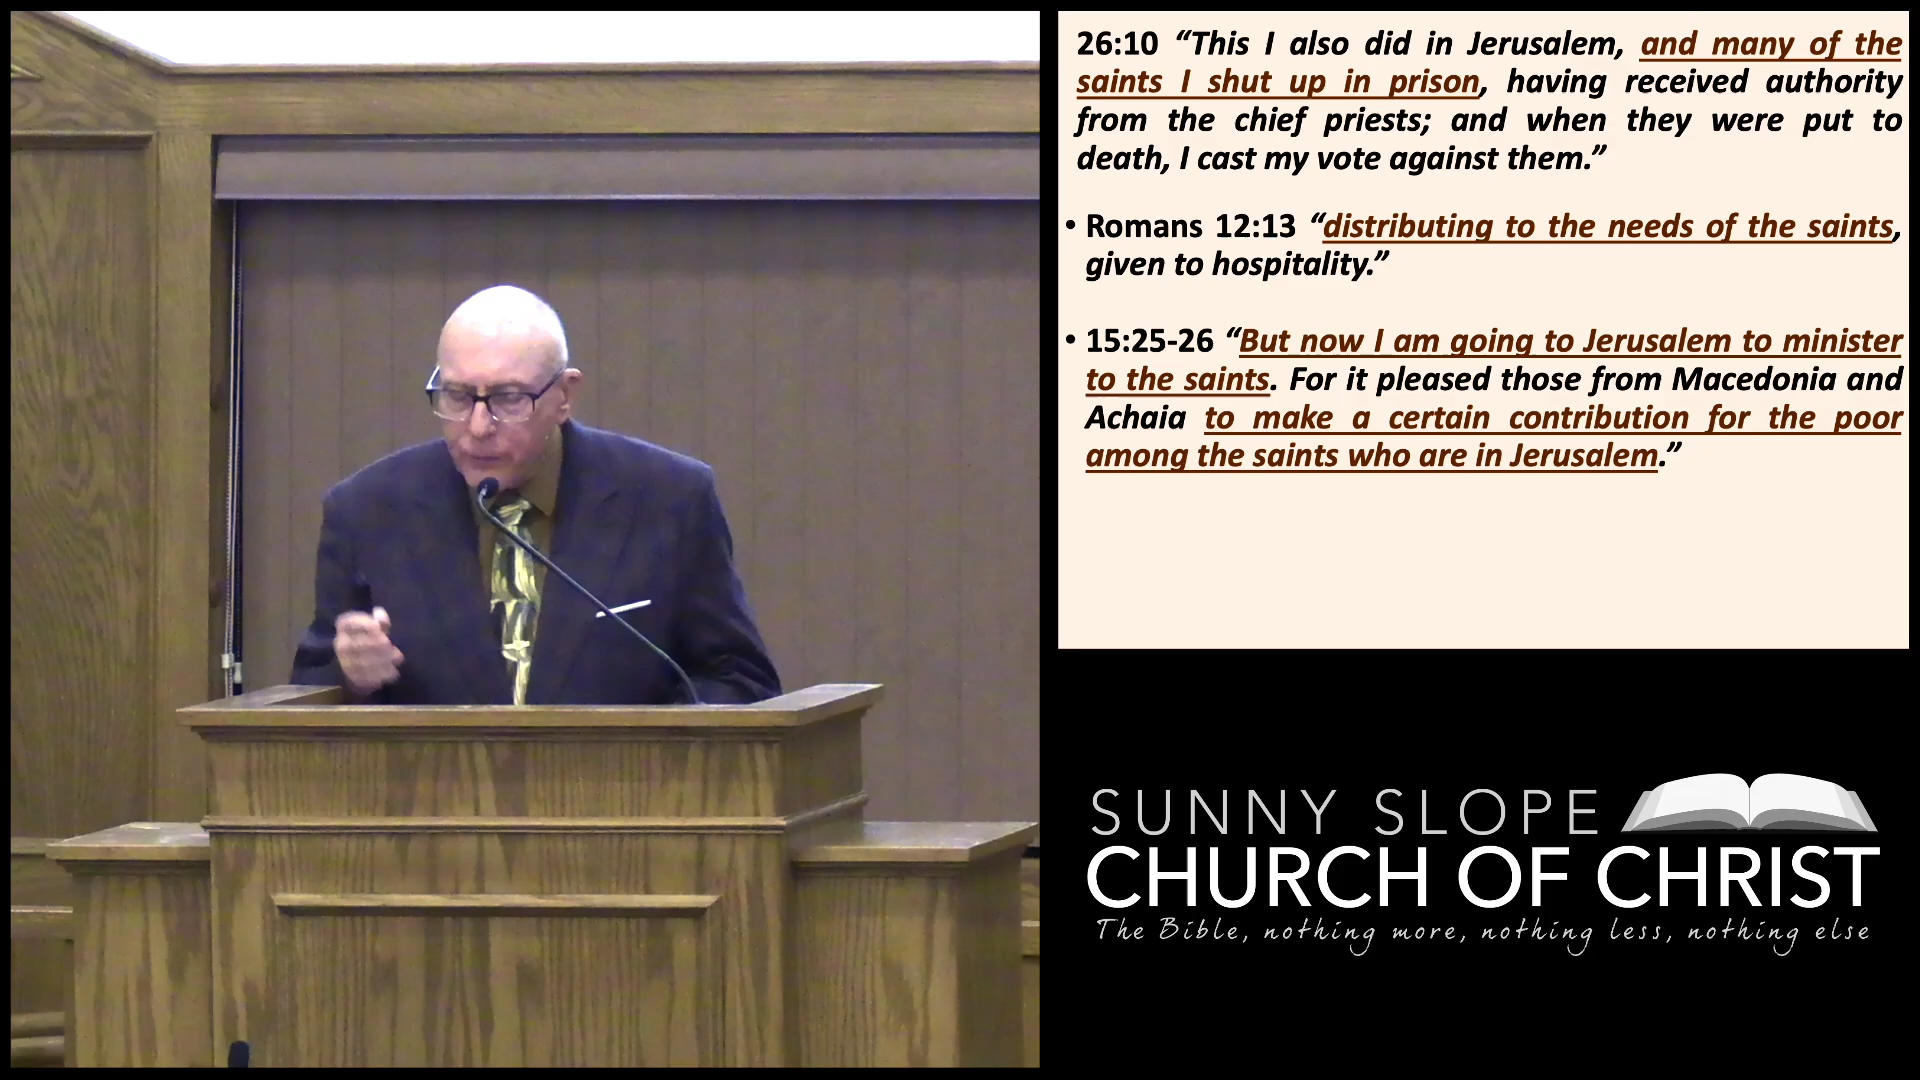 26:10 “This I also did in Jerusalem, and many of the
saints I shut up in prison, having received authority
from the chief priests; and when they were put to
death, I cast my vote against them.”
• Romans 12:13 “distributing to the needs of the saints,
given to hospitality.”
• 15:25-26 “But now I am going to Jerusalem to minister
to the saints. For it pleased those from Macedonia and
Achaia to make a certain contribution for the poor
among the saints who are in Jerusalem.”
SUNNY SLOPE
CHURCH OF CHRIST
The Bible, nothing more, nothing less, nothing else